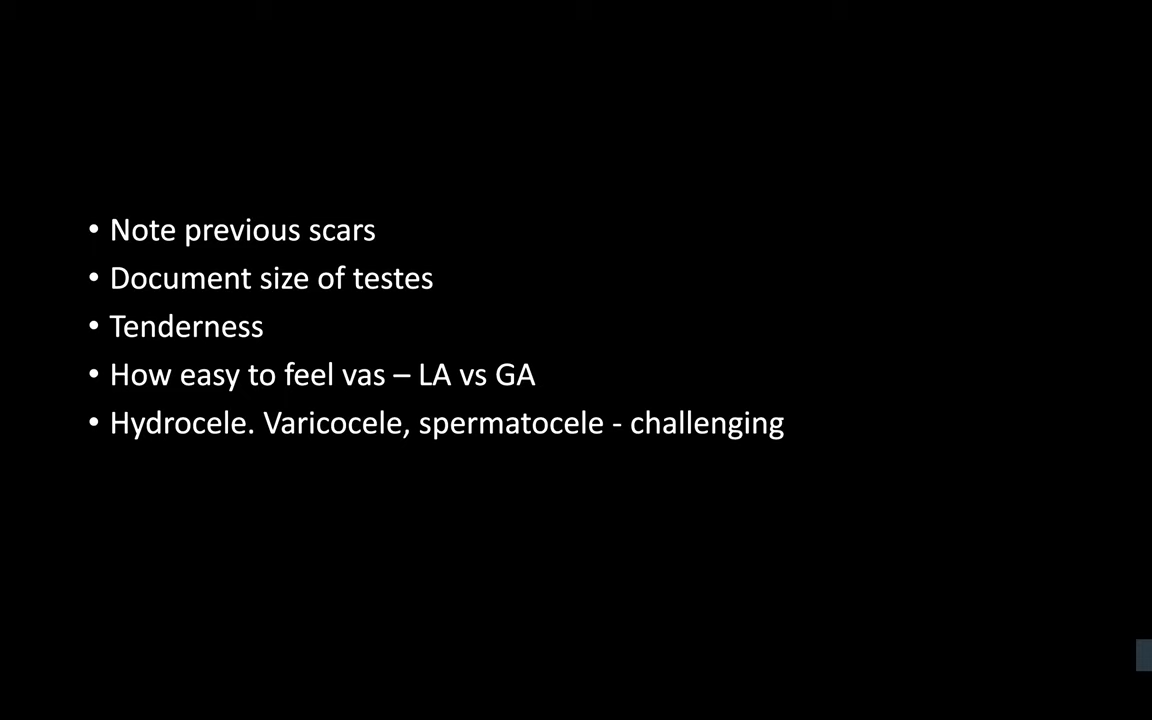 • Note previous scars
• Document size of testes
• Tenderness
• How easy to feel vas – LA vs GA
• Hydrocele. Varicocele, spermatocele - challenging